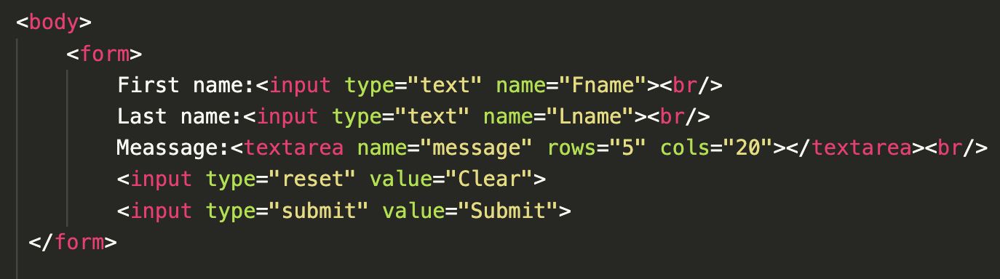 <body>
<form>
First name:<input type="text" name="Fname"><br/>
Last name:<input type="text" name="Lname"><br/>
Meassage:<textarea name="message" rows="5" cols="20"></textarea><br/>
<input type="reset" value="Clear">
<input type="submit" value="Submit">
</form>